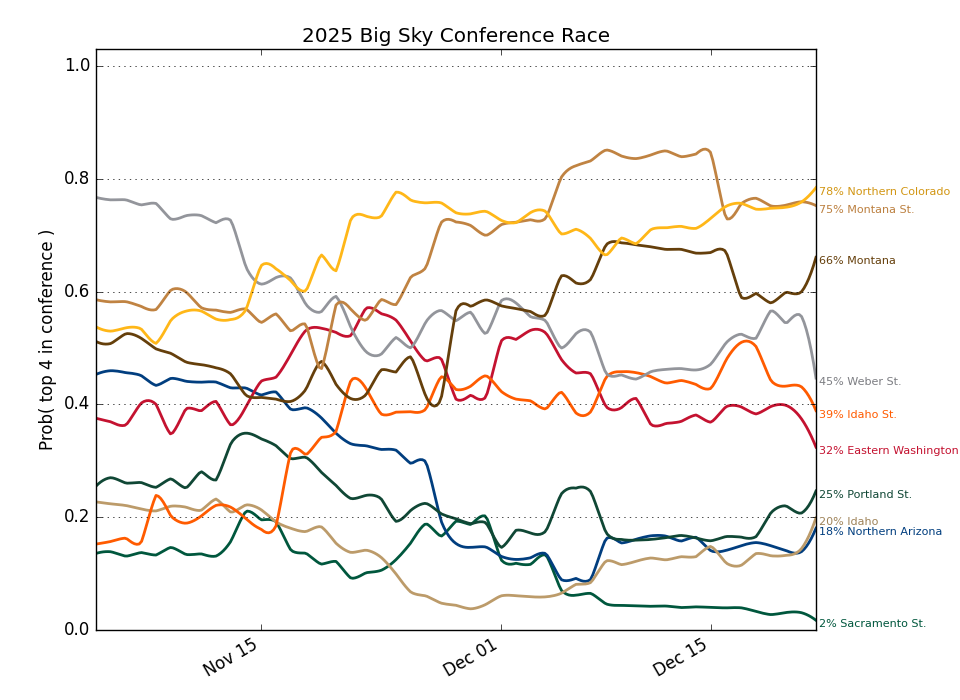 2025 Big Sky Conference Race
Prob( top 4 in conference )
1.0
0.8
0.6
0.4
0.2
0.0
Nov 15
Dec 01
Dec 15
78% Northern Colorado
75% Montana St.
66% Montana
45% Weber St.
39% Idaho St.
32% Eastern Washington
25% Portland St.
20% Idaho
18% Northern Arizona
2% Sacramento St.